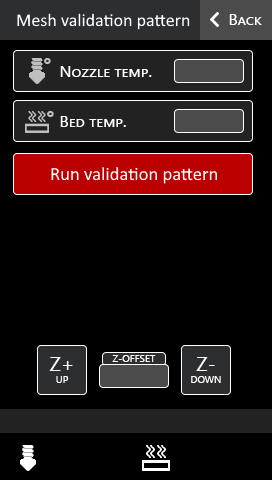 Mesh validation pattern
Back
Nozzle temp.
Bed temp.
Run validation pattern
Z+
UP
Z-OFFSET
Z-
DOWN